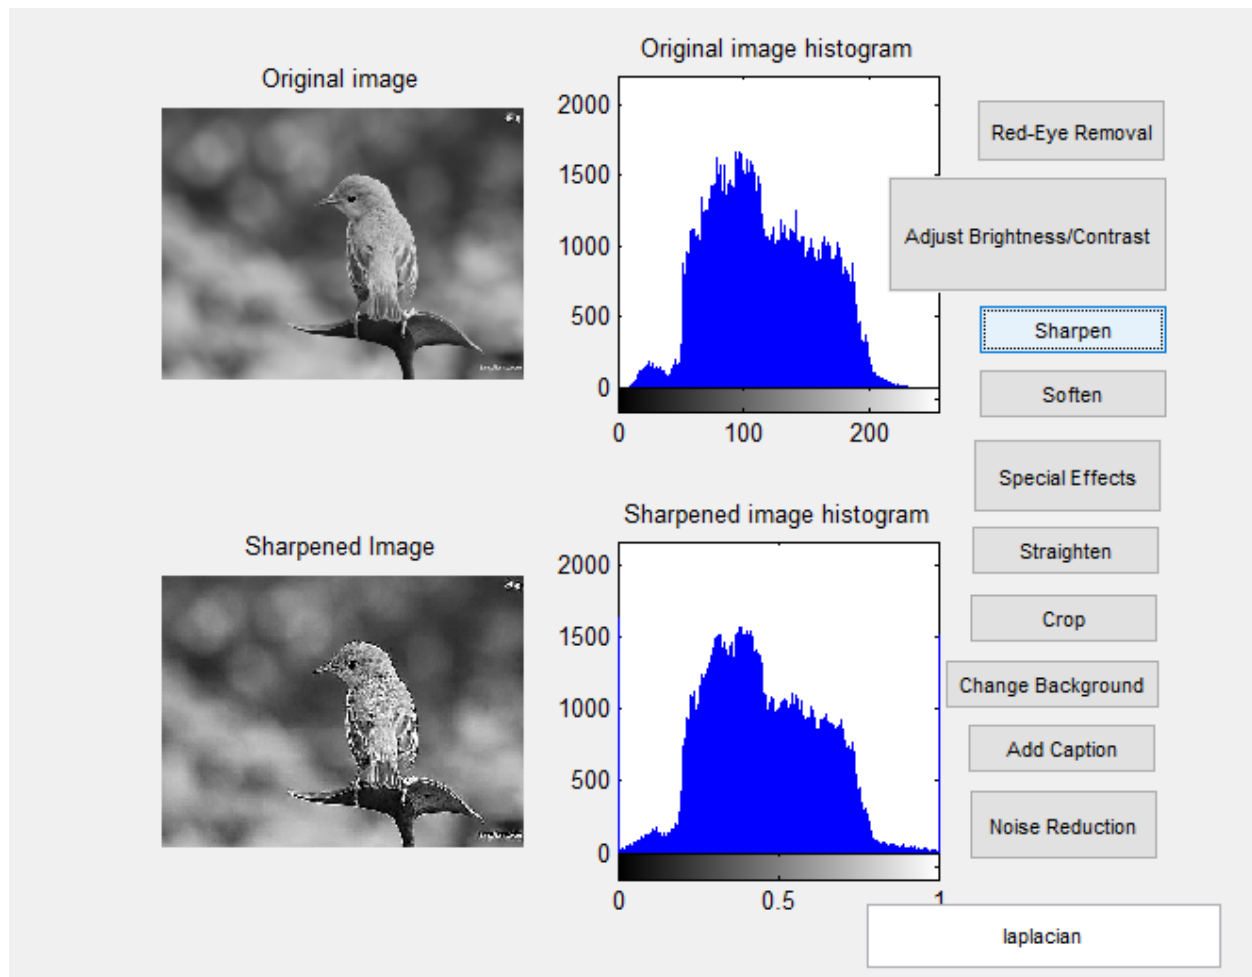 Original image
Original image histogram
2000
1500
1000
500
0
0 100 200
Red-Eye Removal
Adjust Brightness/Contrast
Sharpen
Soften
Special Effects
Straighten
Crop
Change Background
Add Caption
Noise Reduction
Sharpened Image
Sharpened image histogram
2000
1500
1000
500
0
0 0.5 1
laplacian